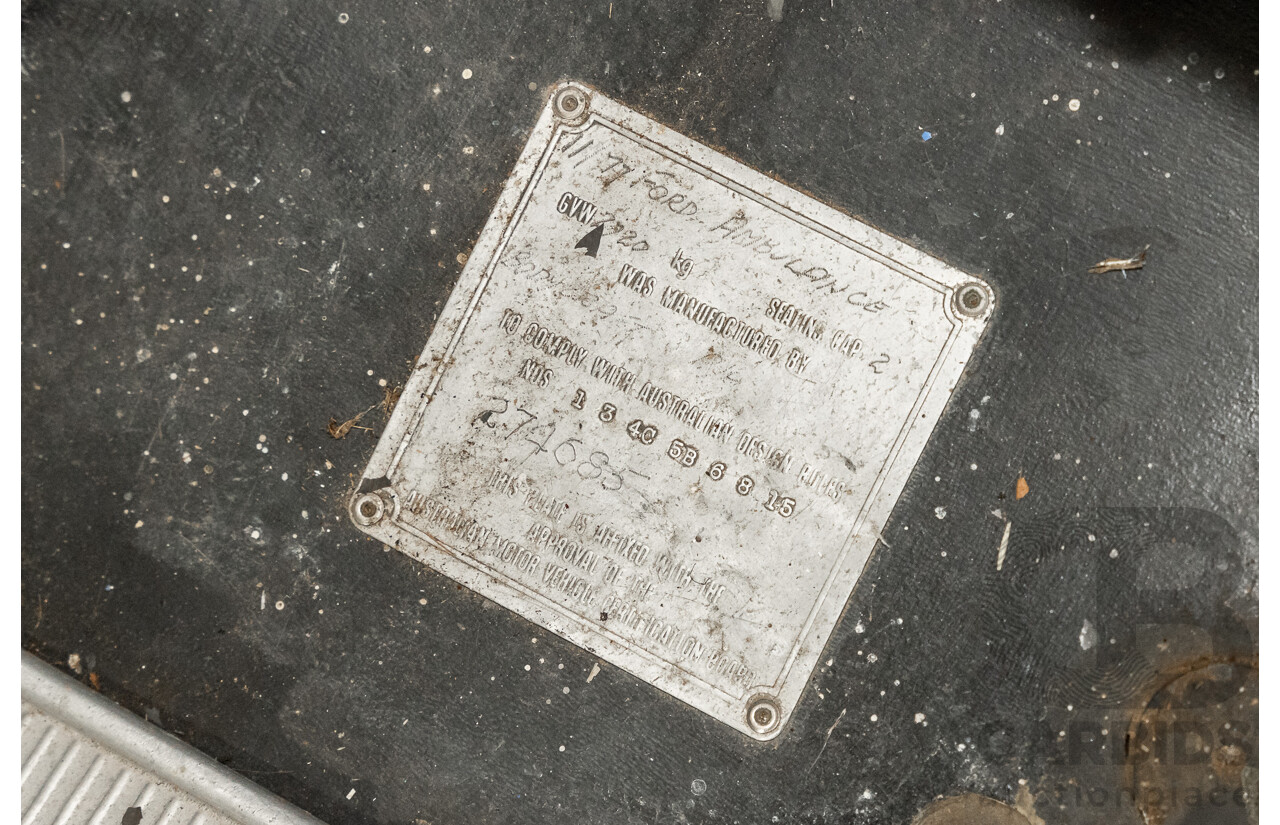 11/77 FORD. AMBULANCE
GVW kg SEATING CAP. 2
WAS MANUFACTURED BY
TO COMPLY WITH AUSTRALIAN DESIGN RULES
NOS 1 3 4C 5B 6 8 15
274685
THIS PLATE IS AFFIXED WITH THE
APPROVAL OF THE
AUSTRALIAN MOTOR VEHICLE CERTIFICATION BOARD
CARBIDS